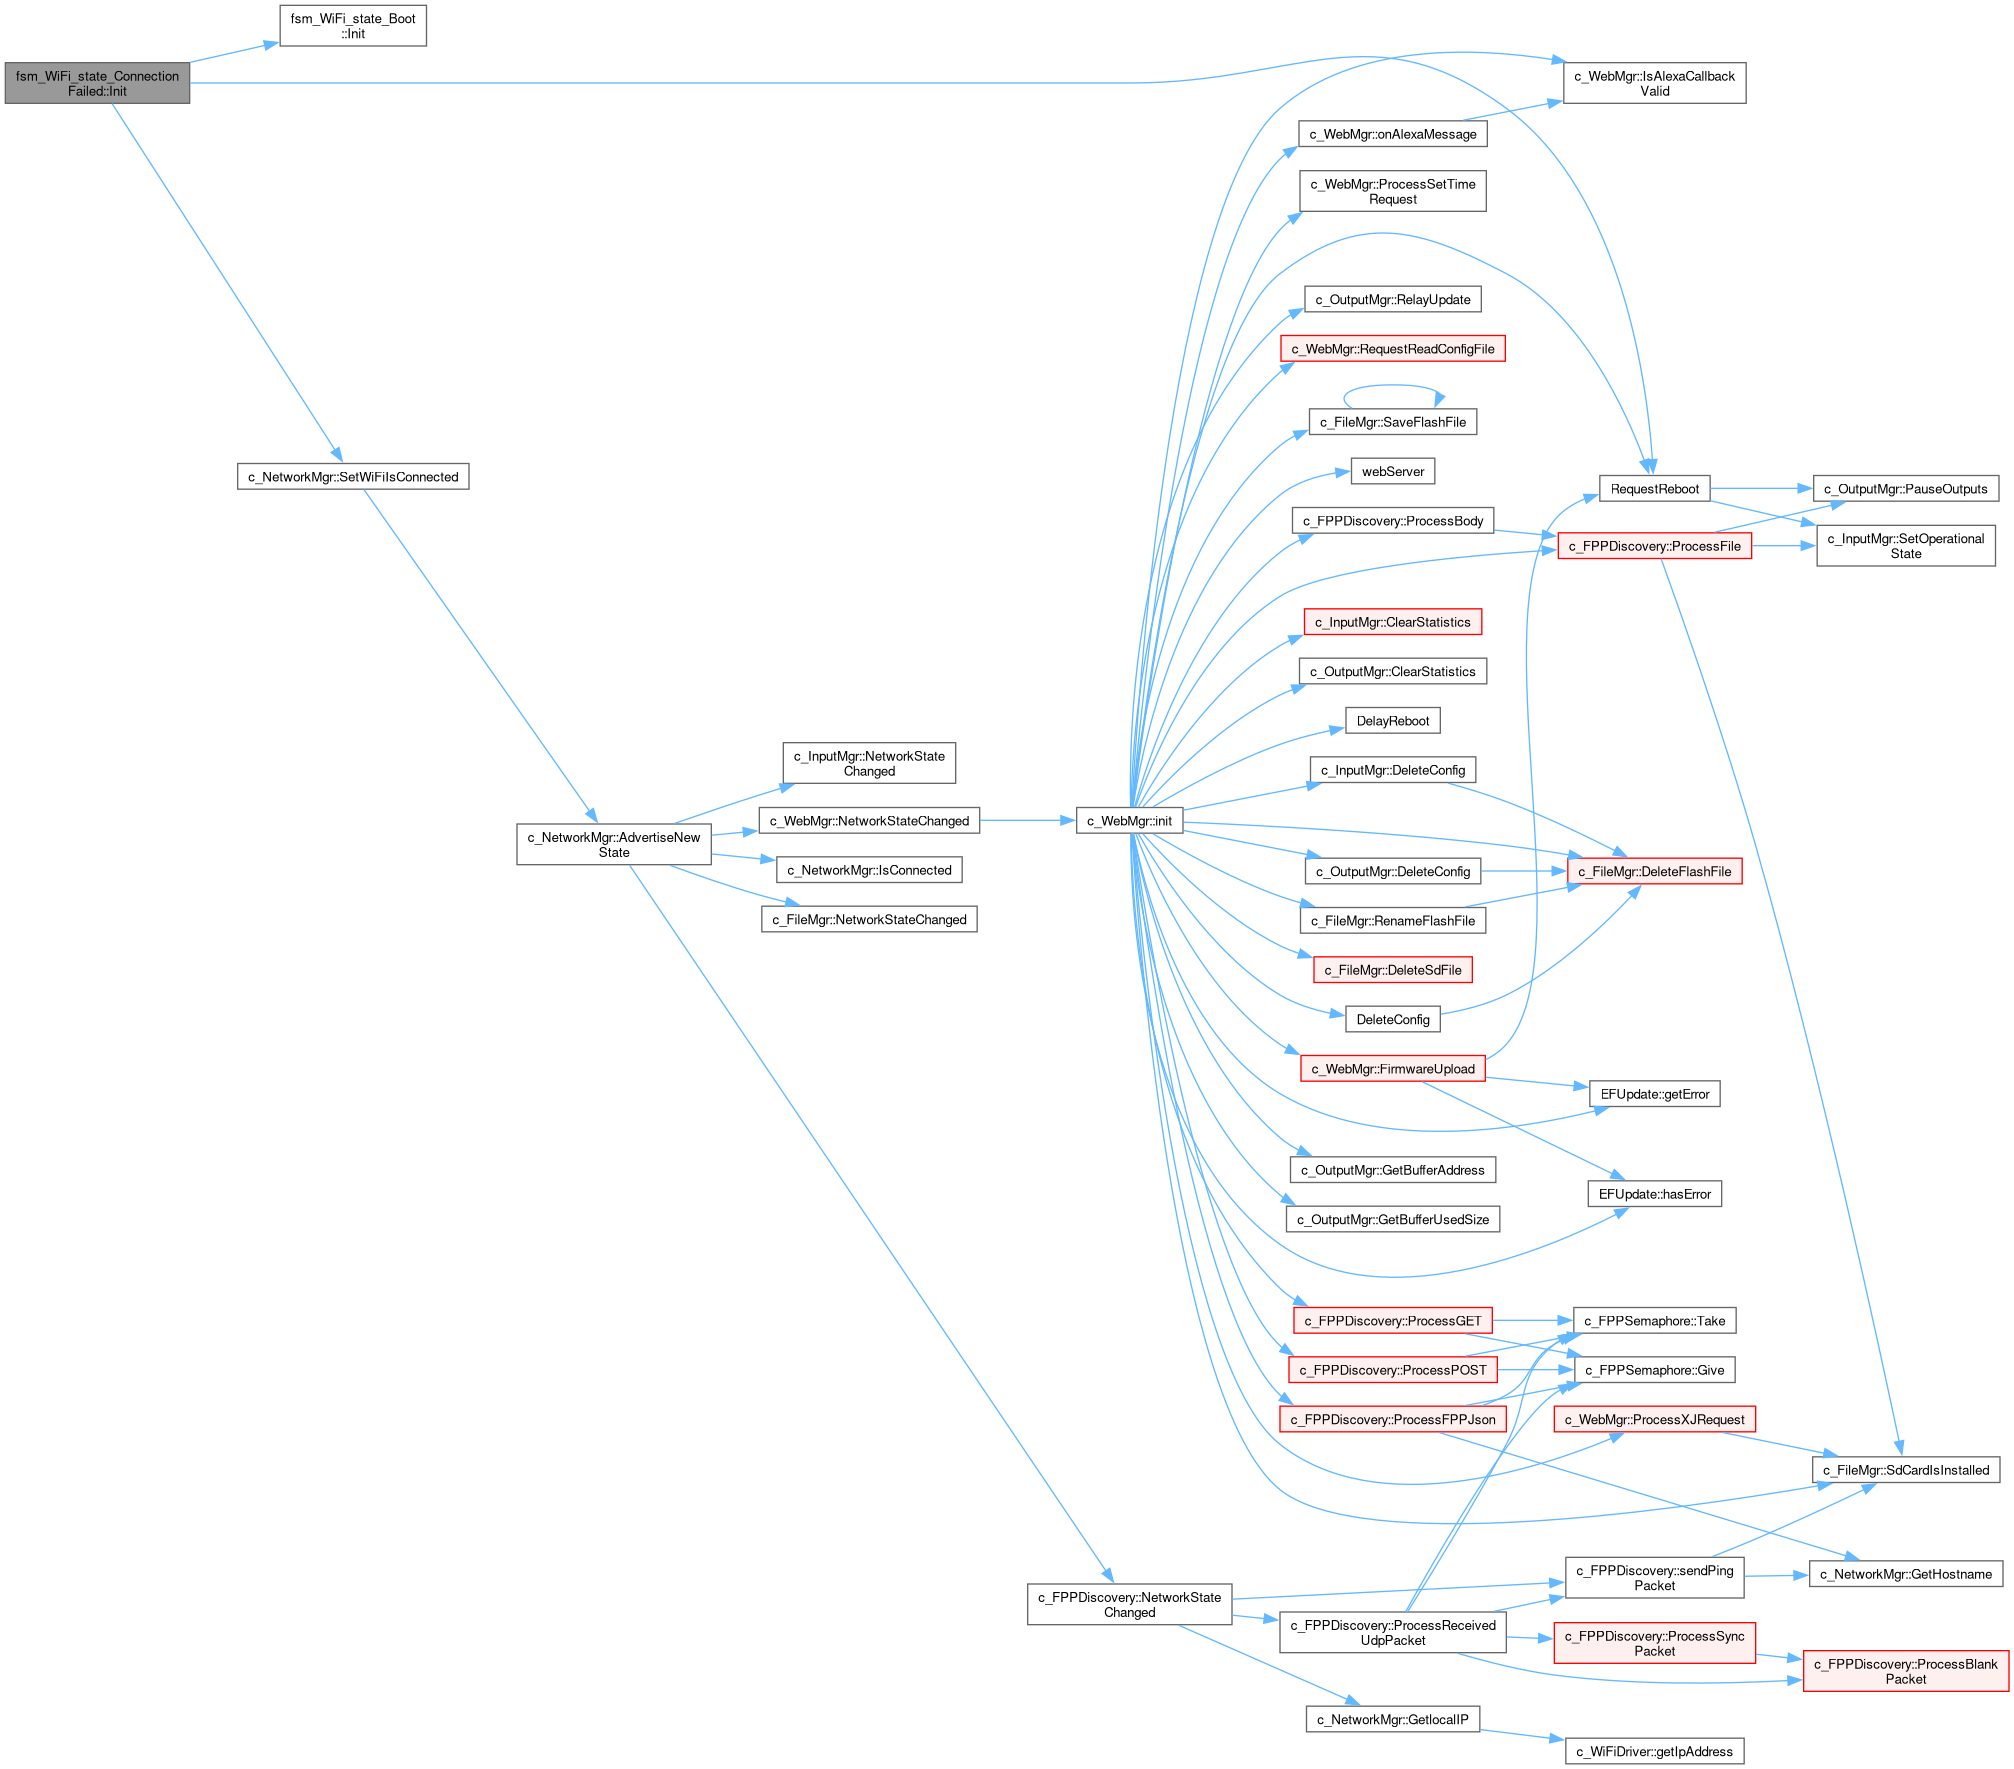 fsm_WiFi_state_Boot
::Init
fsm_WiFi_state_Connection
Failed::Init
c_WebMgr::IsAlexaCallback
Valid
c_WebMgr::onAlexaMessage
c_WebMgr::ProcessSetTime
Request
c_OutputMgr::RelayUpdate
c_WebMgr::RequestReadConfigFile
c_FileMgr::SaveFlashFile
webServer
c_NetworkMgr::SetWiFiIsConnected
RequestReboot
c_OutputMgr::PauseOutputs
c_FPPDiscovery::ProcessBody
c_FPPDiscovery::ProcessFile
c_InputMgr::SetOperational
State
c_InputMgr::ClearStatistics
c_OutputMgr::ClearStatistics
DelayReboot
c_InputMgr::NetworkState
Changed
c_InputMgr::DeleteConfig
c_WebMgr::NetworkStateChanged
c_WebMgr::init
c_NetworkMgr::AdvertiseNew
State
c_NetworkMgr::IsConnected
c_OutputMgr::DeleteConfig
c_FileMgr::DeleteFlashFile
c_FileMgr::NetworkStateChanged
c_FileMgr::RenameFlashFile
c_FileMgr::DeleteSdFile
DeleteConfig
c_WebMgr::FirmwareUpload
EFUpdate::getError
c_OutputMgr::GetBufferAddress
EFUpdate::hasError
c_OutputMgr::GetBufferUsedSize
c_FPPDiscovery::ProcessGET
c_FPPSemaphore::Take
c_FPPDiscovery::ProcessPOST
c_FPPSemaphore::Give
c_FPPDiscovery::ProcessFPPJson
c_WebMgr::ProcessXJRequest
c_FileMgr::SdCardIsInstalled
c_FPPDiscovery::sendPing
Packet
c_NetworkMgr::GetHostname
c_FPPDiscovery::NetworkState
Changed
c_FPPDiscovery::ProcessReceived
UdpPacket
c_FPPDiscovery::ProcessSync
Packet
c_FPPDiscovery::ProcessBlank
Packet
c_NetworkMgr::GetlocalIP
c_WiFiDriver::getIpAddress